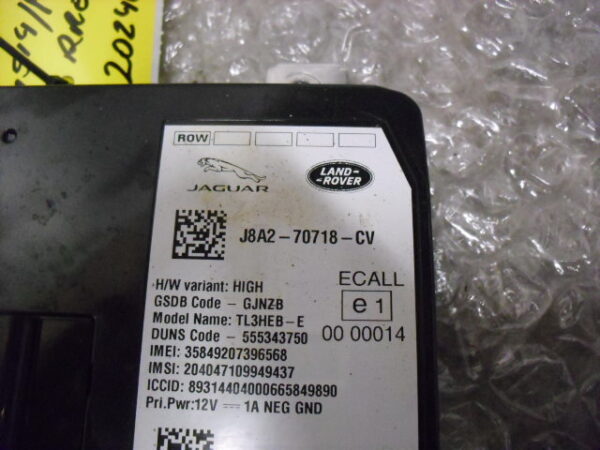 2024
ROW
JAGUAR
LAND-
-ROVER
J8A2-70718-CV
H/W variant: HIGH
GSDB Code - GJNZB
Model Name: TL3HEB-E
DUNS Code - 555343750
IMEI: 35849207396568
IMSI: 204047109949437
ICCID: 89314404000665849890
Pri.Pwr:12V ⎓ 1A NEG GND
ECALL
e1
00 00014